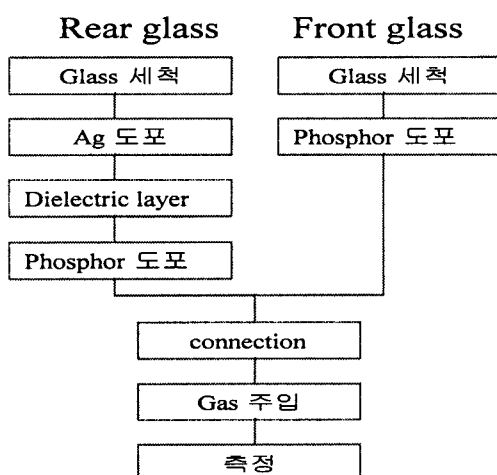 Rear glass
Glass 세척
Ag 도포
Dielectric layer
Phosphor 도포
Front glass
Glass 세척
Phosphor 도포
connection
Gas 주입
측정